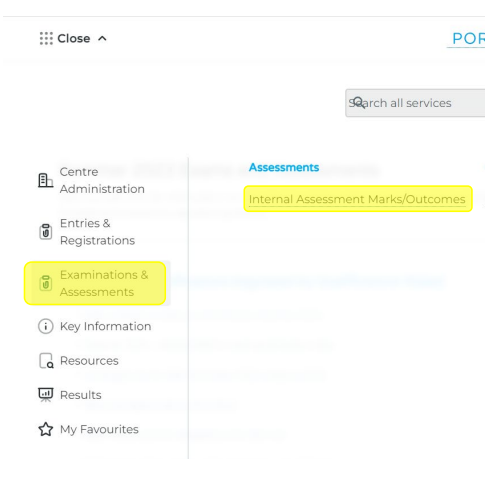 Close
POR
Search all services
Centre
Administration
Entries &
Registrations
Examinations &
Assessments
Key Information
Resources
Results
My Favourites
Assessments
Internal Assessment Marks/Outcomes